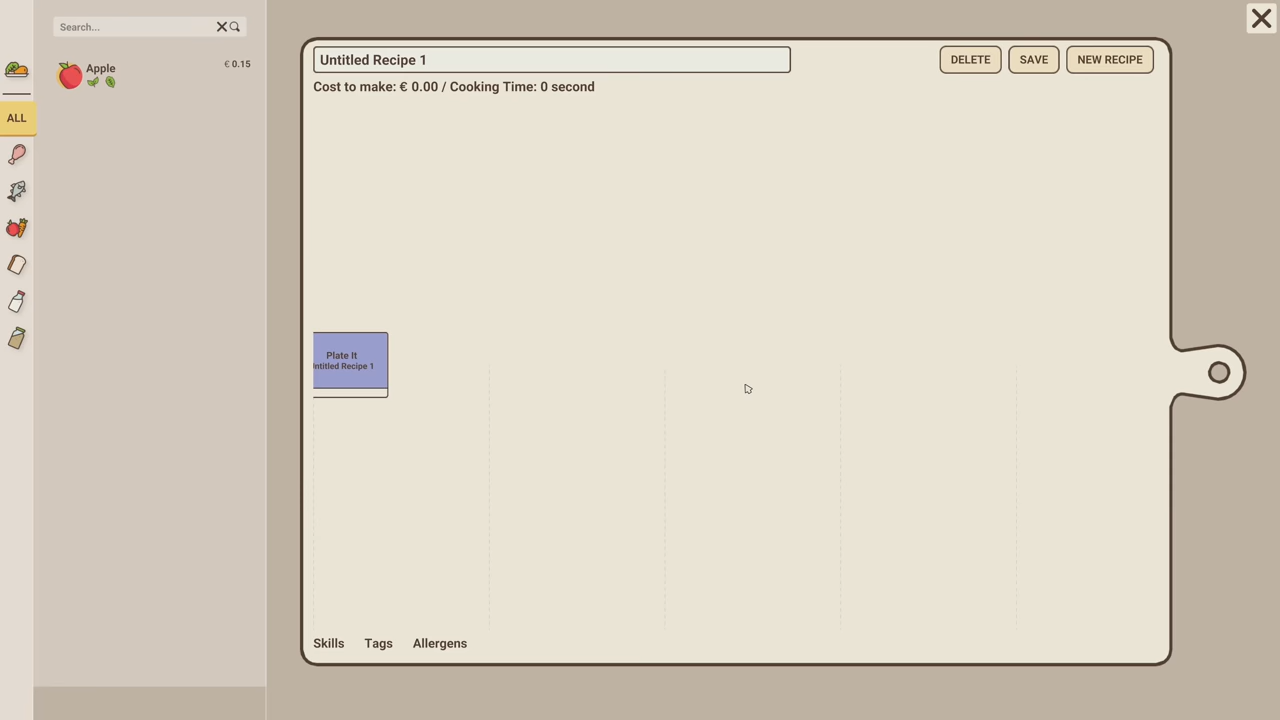 Search...
Apple
€ 0.15
ALL
Untitled Recipe 1
DELETE
SAVE
NEW RECIPE
Cost to make: € 0.00 / Cooking Time: 0 second
Plate It
Untitled Recipe 1
Skills
Tags
Allergens